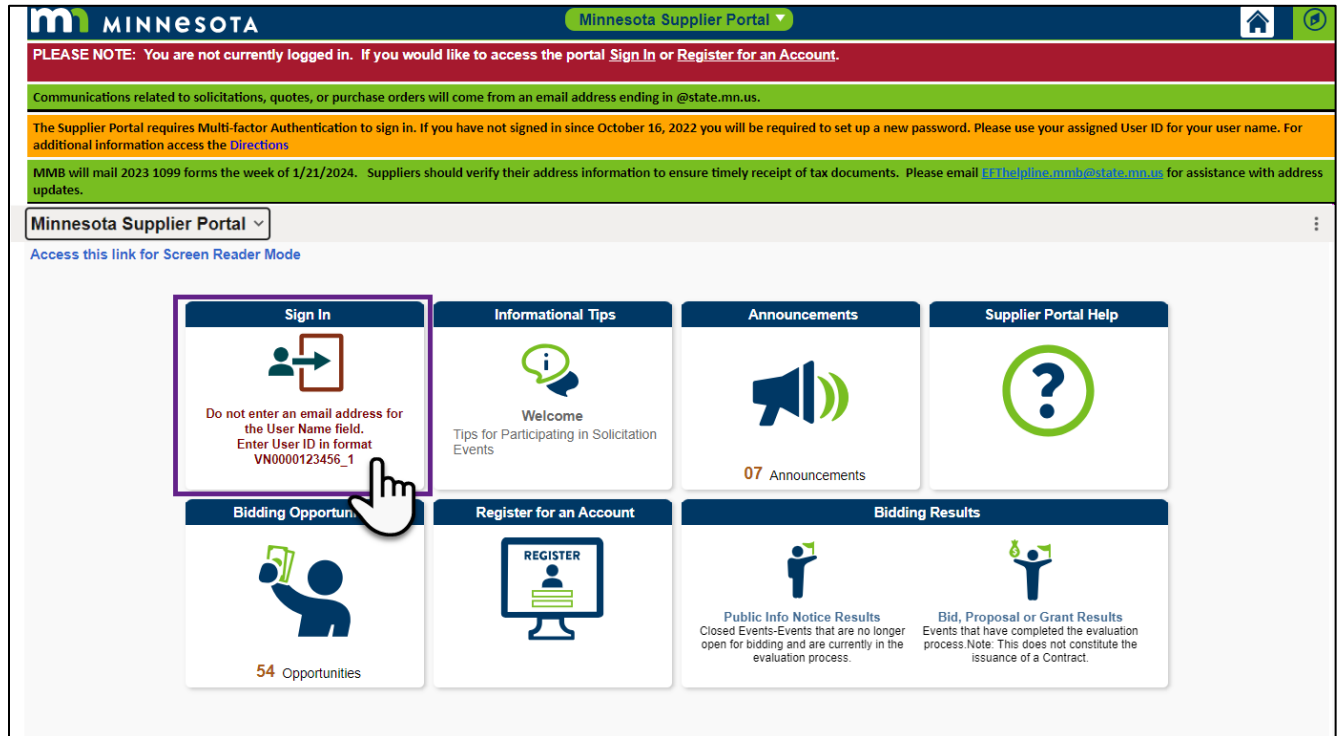 MINNESOTA
Minnesota Supplier Portal
PLEASE NOTE: You are not currently logged in. If you would like to access the portal Sign In or Register for an Account.
Communications related to solicitations, quotes, or purchase orders will come from an email address ending in @state.mn.us.
The Supplier Portal requires Multi-factor Authentication to sign in. If you have not signed in since October 16, 2022 you will be required to set up a new password. Please use your assigned User ID for your user name. For
additional information access the Directions
MMB will mail 2023 1099 forms the week of 1/21/2024. Suppliers should verify their address information to ensure timely receipt of tax documents. Please email EFThelpline.mmb@state.mn.us for assistance with address
updates.
Minnesota Supplier Portal
Access this link for Screen Reader Mode
Sign In
Do not enter an email address for
the User Name field.
Enter User ID in format
VN0000123456_1
Informational Tips
Welcome
Tips for Participating in Solicitation
Events
Announcements
07 Announcements
Supplier Portal Help
?
Bidding Opportuni
54 Opportunities
Register for an Account
REGISTER
Bidding Results
Public Info Notice Results
Closed Events-Events that are no longer
open for bidding and are currently in the
evaluation process.
Bid, Proposal or Grant Results
Events that have completed the evaluation
process.Note: This does not constitute the
issuance of a Contract.